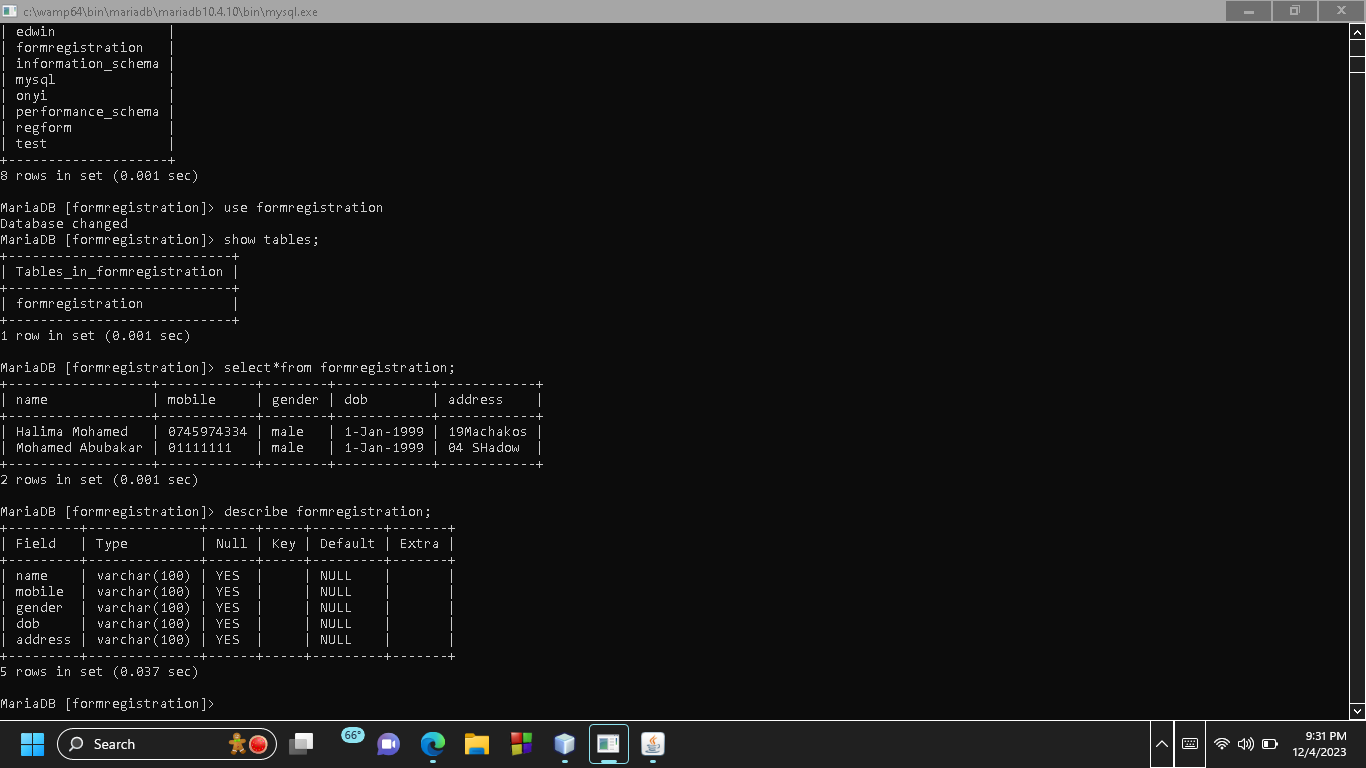 c:\wamp64\bin\mariadb\mariadb10.4.10\bin\mysql.exe
| edwin              |
| formregistration   |
| information_schema |
| mysql              |
| onyi               |
| performance_schema |
| regform            |
| test               |
+--------------------+
8 rows in set (0.001 sec)
MariaDB [formregistration]> use formregistration
Database changed
MariaDB [formregistration]> show tables;
+----------------------------+
| Tables_in_formregistration |
+----------------------------+
| formregistration           |
+----------------------------+
1 row in set (0.001 sec)
MariaDB [formregistration]> select*from formregistration;
+------------------+------------+--------+------------+------------+
| name             | mobile     | gender | dob        | address    |
+------------------+------------+--------+------------+------------+
| Halima Mohamed   | 0745974334 | male   | 1-Jan-1999 | 19Machakos |
| Mohamed Abubakar | 01111111   | male   | 1-Jan-1999 | 04 SHadow  |
+------------------+------------+--------+------------+------------+
2 rows in set (0.001 sec)
MariaDB [formregistration]> describe formregistration;
+---------+--------------+------+-----+---------+-------+
| Field   | Type         | Null | Key | Default | Extra |
+---------+--------------+------+-----+---------+-------+
| name    | varchar(100) | YES  |     | NULL    |       |
| mobile  | varchar(100) | YES  |     | NULL    |       |
| gender  | varchar(100) | YES  |     | NULL    |       |
| dob     | varchar(100) | YES  |     | NULL    |       |
| address | varchar(100) | YES  |     | NULL    |       |
+---------+--------------+------+-----+---------+-------+
5 rows in set (0.037 sec)
MariaDB [formregistration]>
Search
66°
9:31 PM
12/4/2023